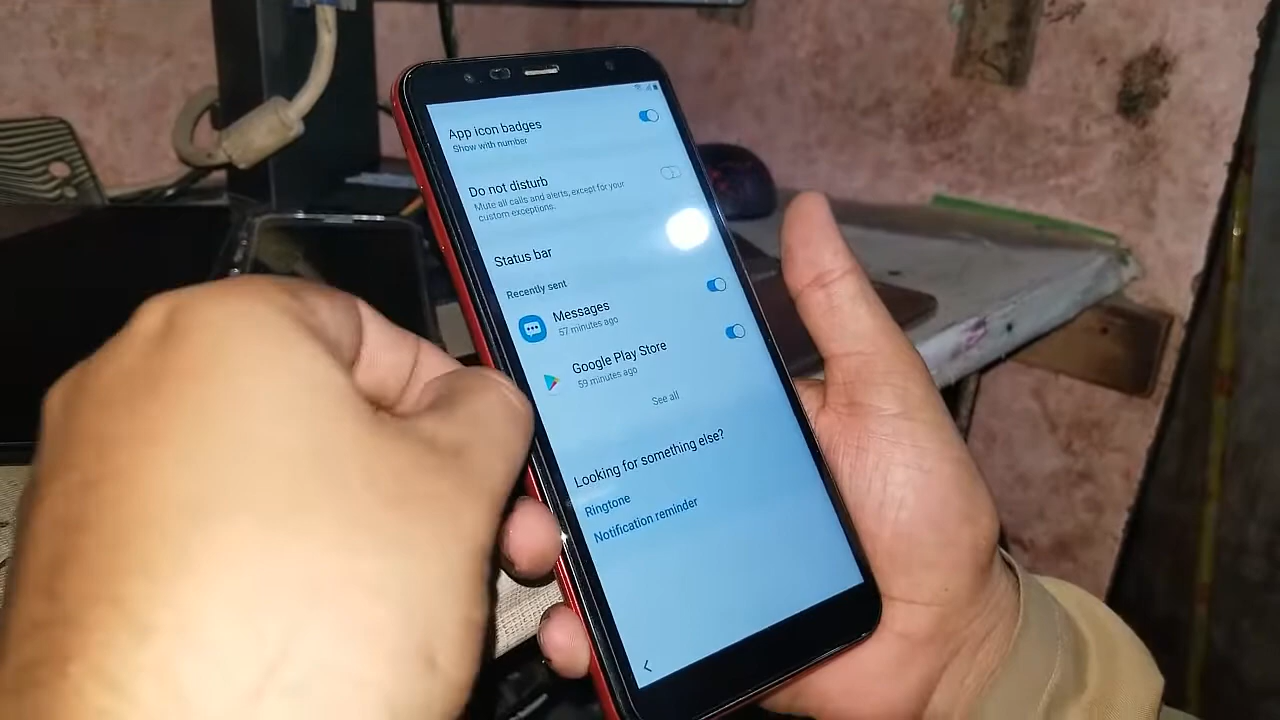 App icon badges
Show with number
Do not disturb
Mute all calls and alerts, except for your
custom exceptions.
Status bar
Recently sent
Messages
57 minutes ago
Google Play Store
59 minutes ago
See all
Looking for something else?
Ringtone
Notification reminder